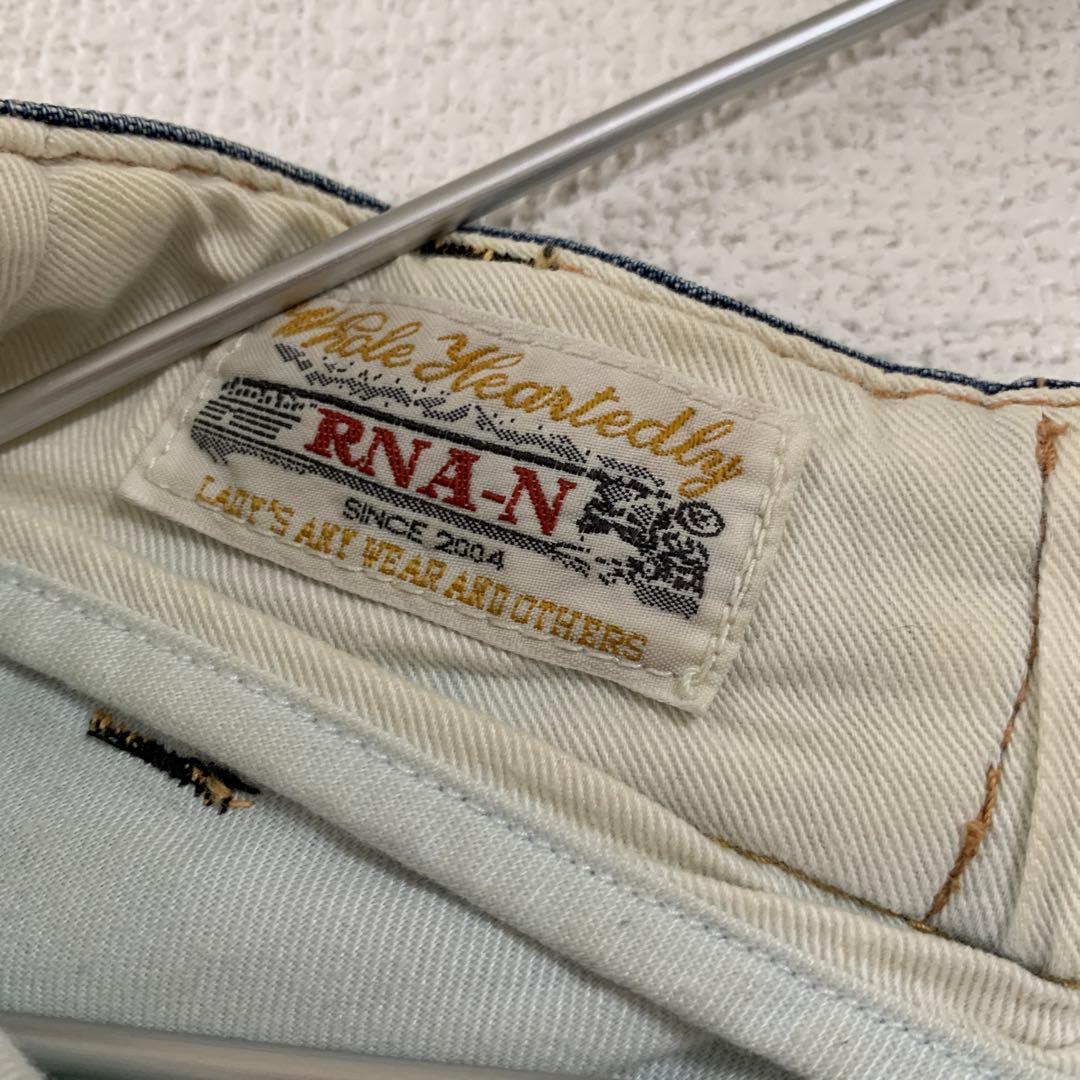 Whole Heartedly
RNA-N
SINCE 2004
LADY'S ANY WEAR AND OTHERS